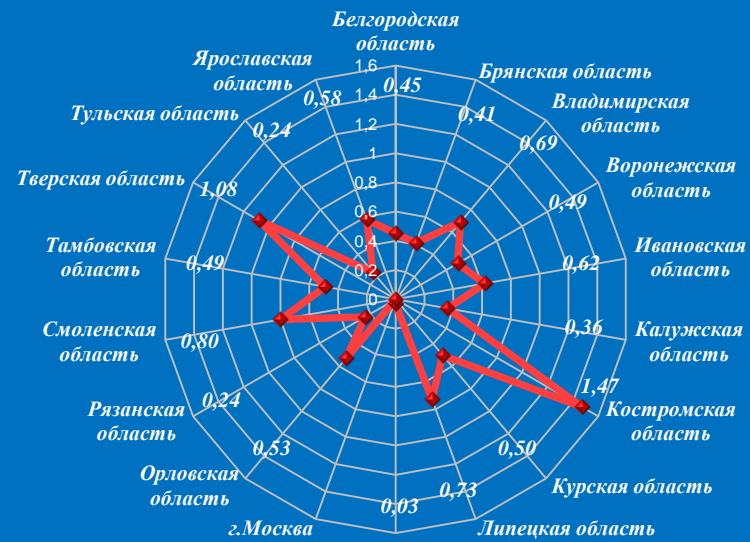 Белгородская
область
Брянская область
Владимирская
область
Воронежская
область
Ивановская
область
Калужская
область
Костромская
область
Курская область
Липецкая область
г.Москва
Орловская
область
Рязанская
область
Смоленская
область
Тамбовская
область
Тверская область
Тульская область
Ярославская
область
0,45
0,41
0,69
0,49
0,62
0,36
1,47
0,50
0,73
0,03
0,53
0,24
0,80
0,49
1,08
0,24
0,58
1,6
1,4
1,2
1
0,8
0,6
0,4
0,2
0